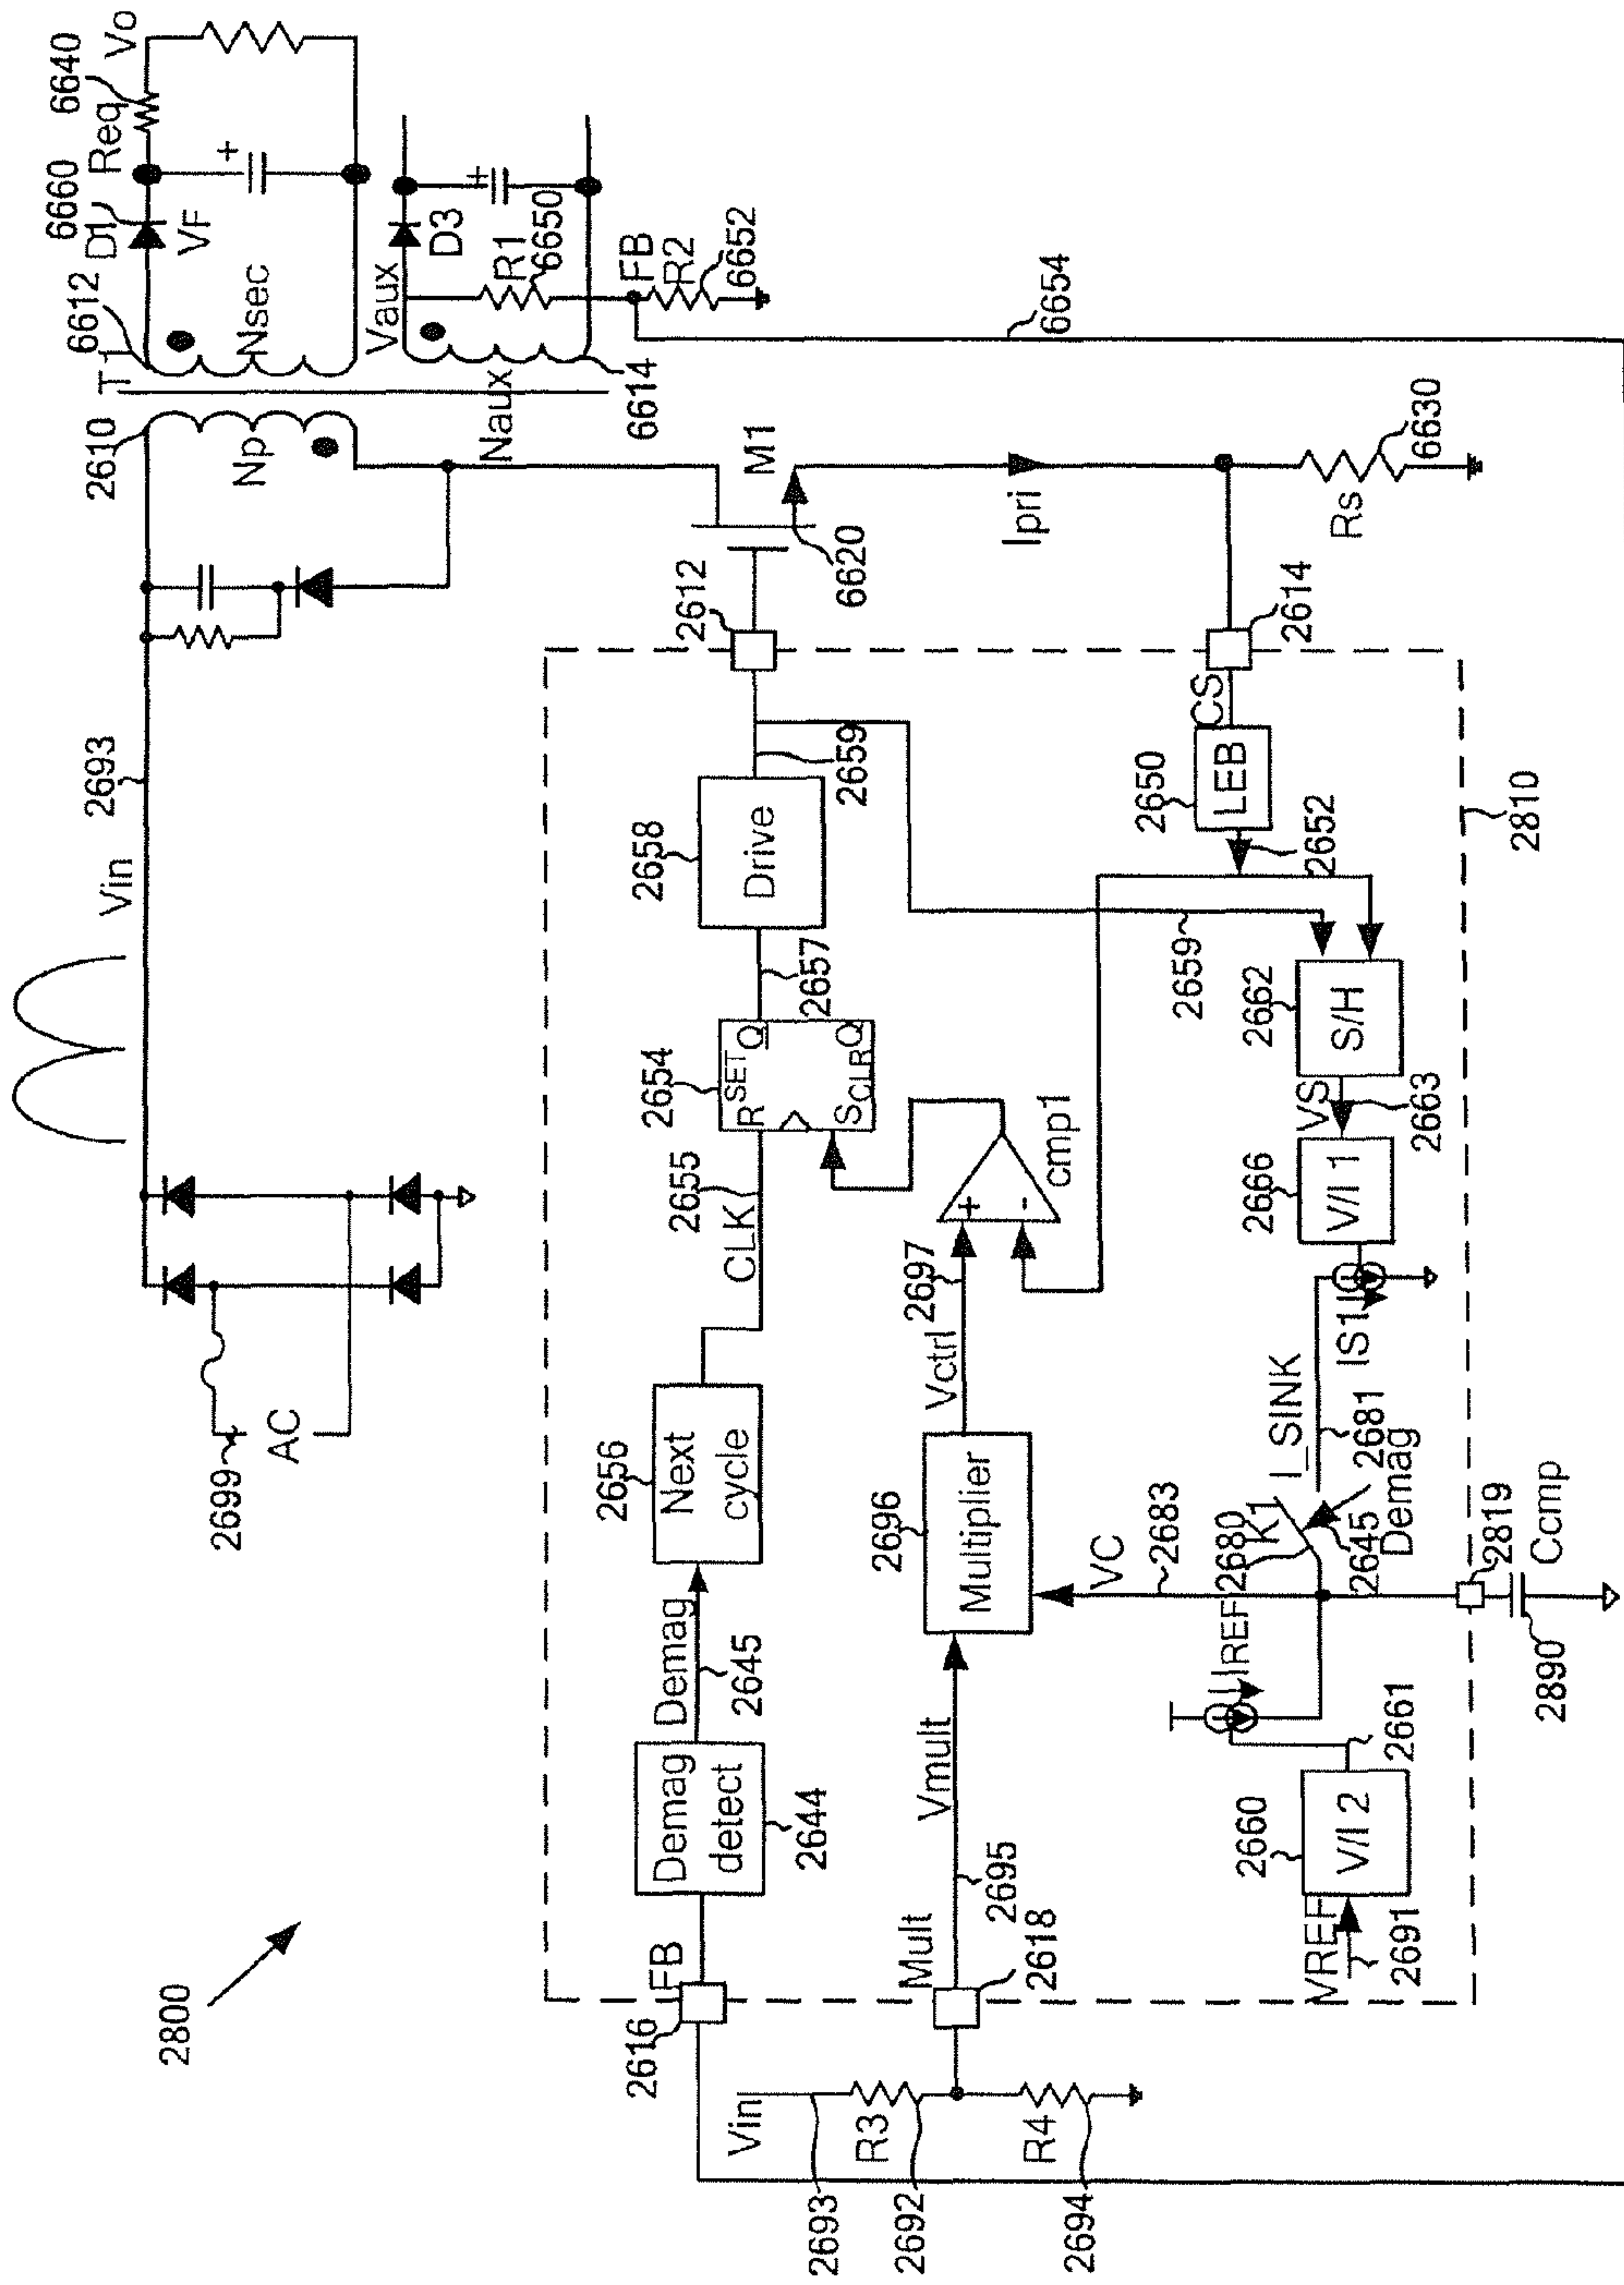 2800
2699
AC
Vin
2693
2610
Np
T1
6612
Nsec
D1
6660
VF
Req
6640
Vo
Vaux
Naux
6614
D3
R1
6650
FB
R2
6652
6654
M1
6620
Ipri
Rs
6630
2616
FB
Demag
detect
2644
Demag
2645
2656
Next
cycle
CLK
2655
2654
R SET Q
S CLR Q
2657
2658
Drive
2659
2612
Vin
2693
R3
2692
R4
2694
Mult
2618
Vmult
2695
2696
Multiplier
Vctrl
2697
+
-
cmp1
2659
2650
LEB
CS
2614
2652
2810
2662
S/H
VS
2663
2666
V/I 1
IS1
I_SINK
2681
K1
2680
2645
Demag
VC
2683
IREF
2661
2660
V/I 2
VREF
2691
2819
2890
Ccmp